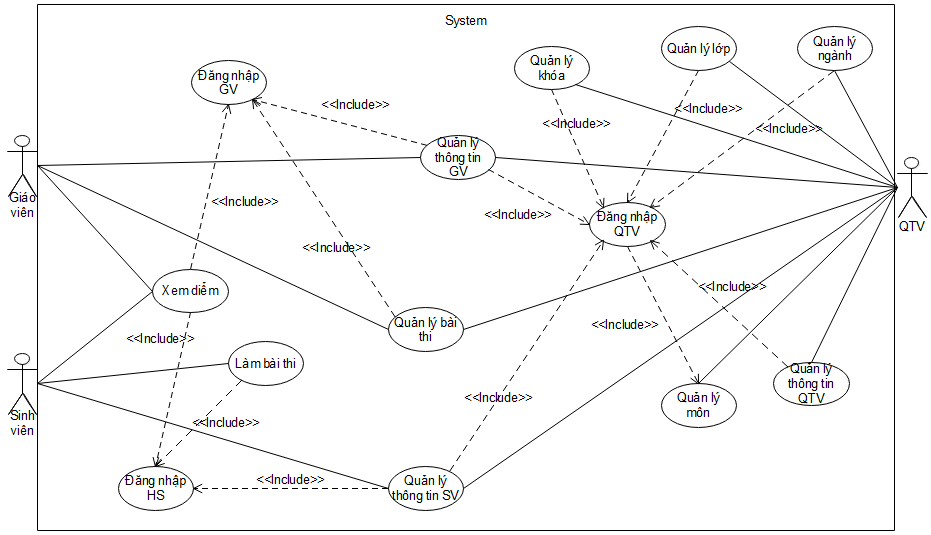 System
Quản lý
khóa
Quản lý lớp
Quản lý
ngành
Đăng nhập
GV
<<Include>>
<<Include>>
<<Include>>
<<Include>>
Quản lý
thông tin
GV
Giáo
viên
<<Include>>
<<Include>>
Đăng nhập
QTV
QTV
<<Include>>
Xem diểm
<<Include>>
Quản lý bài
thi
<<Include>>
<<Include>>
Làm bài thi
Quản lý
thông tin
QTV
Sinh
viên
<<Include>>
Quản lý
môn
<<Include>>
Đăng nhập
HS
<<Include>>
Quản lý
thông tin SV